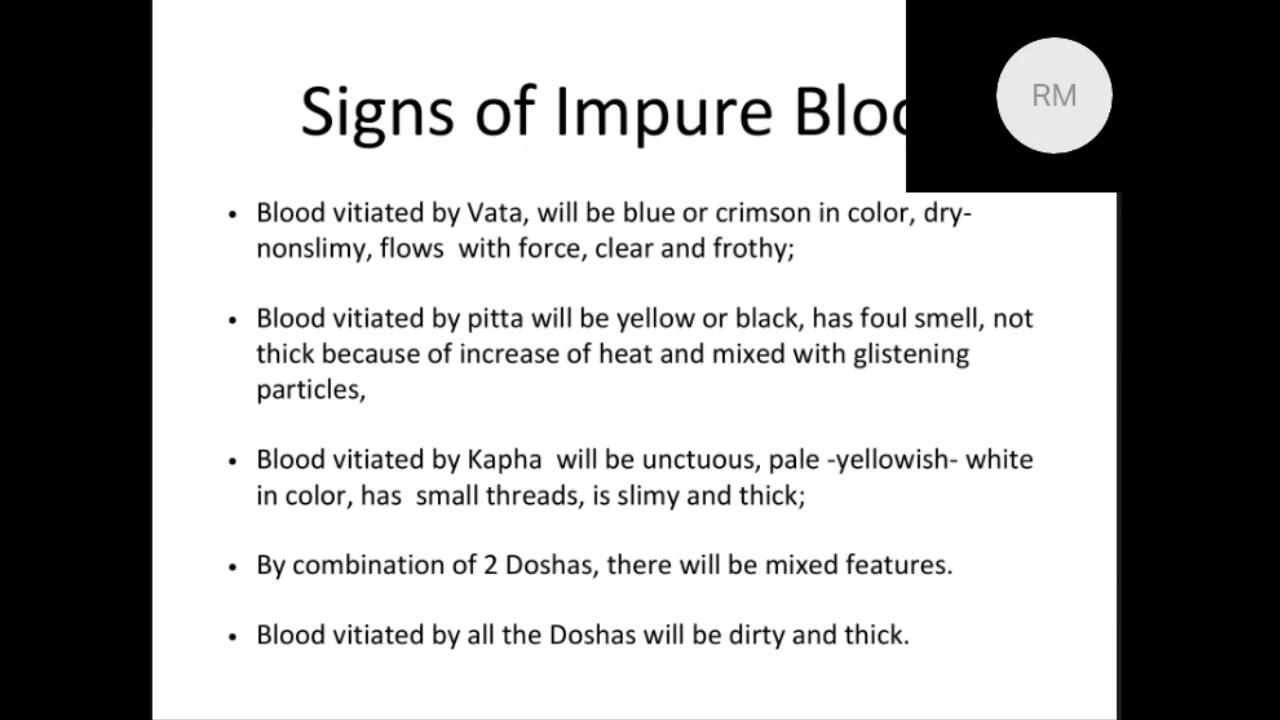 Signs of Impure
RM
• Blood vitiated by Vata, will be blue or crimson in color, dry-
nonslimy, flows with force, clear and frothy;
• Blood vitiated by pitta will be yellow or black, has foul smell, not
thick because of increase of heat and mixed with glistening
particles,
• Blood vitiated by Kapha will be unctuous, pale -yellowish- white
in color, has small threads, is slimy and thick;
• By combination of 2 Doshas, there will be mixed features.
• Blood vitiated by all the Doshas will be dirty and thick.